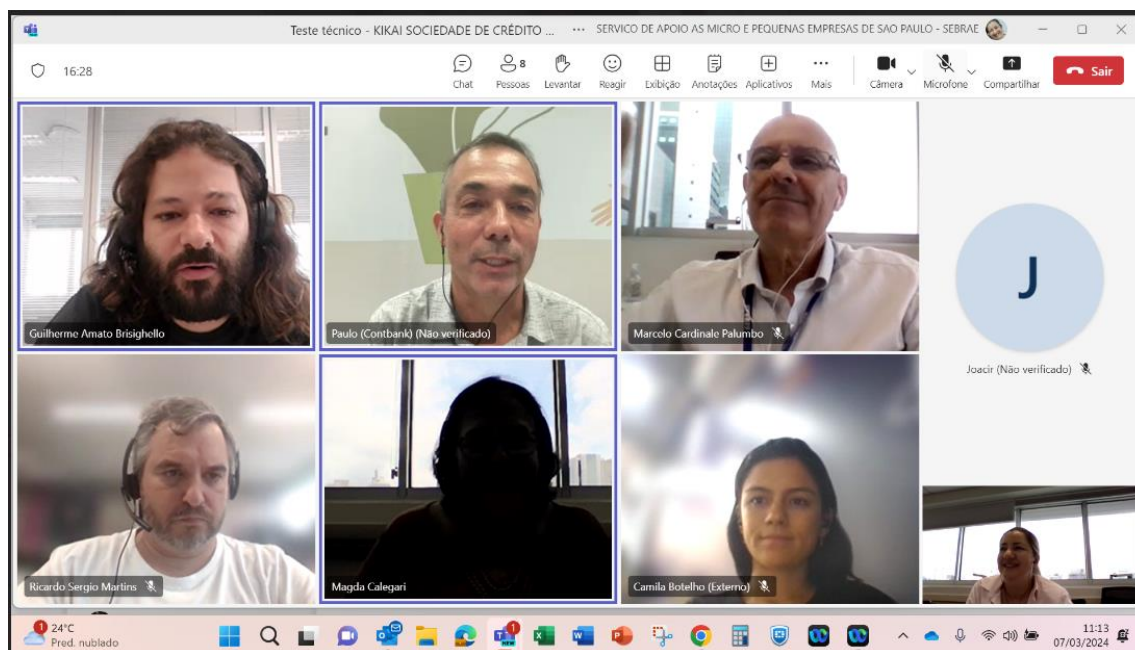 Teste técnico - KIKAI SOCIEDADE DE CRÉDITO ... ··· SERVICO DE APOIO AS MICRO E PEQUENAS EMPRESAS DE SAO PAULO - SEBRAE
16:28
8
Chat Pessoas Levantar Reagir Exibição Anotações Aplicativos Mais Câmera Microfone Compartilhar Sair
Guilherme Amato Brisighello
Paulo (Contbank) (Não verificado)
Marcelo Cardinale Palumbo
J
Joacir (Não verificado)
Ricardo Sergio Martins
Magda Calegari
Camila Botelho (Externo)
1
24°C
Pred. nublado
1
11:13
07/03/2024